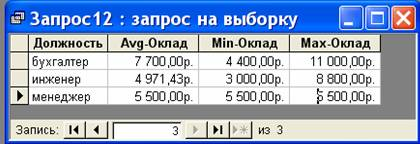 Запрос12 : запрос на выборку
Должность Avg-Оклад Min-Оклад Max-Оклад
бухгалтер 7 700,00р. 4 400,00р. 11 000,00р.
инженер 4 971,43р. 3 000,00р. 8 800,00р.
менеджер 5 500,00р. 5 500,00р. 5 500,00р.
Запись: 3 из 3